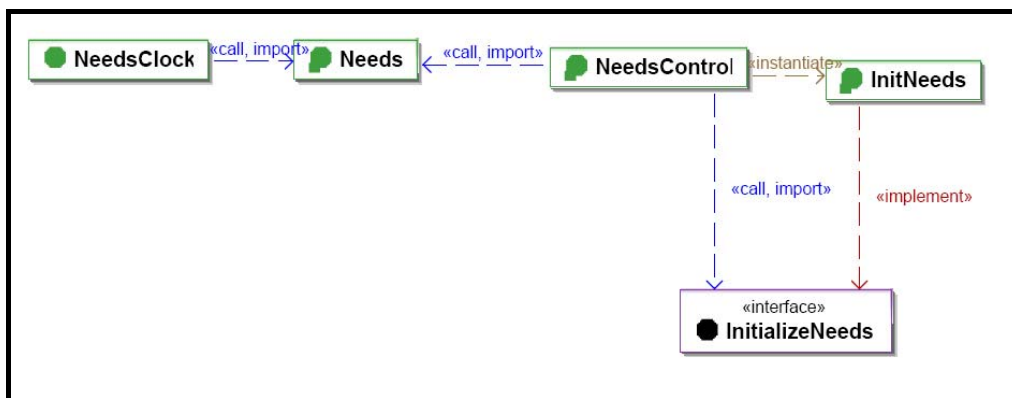 NeedsClock
«call, import»
Needs
«call, import»
NeedsControl
«instantiate»
InitNeeds
«call, import»
«implement»
«interface»
InitializeNeeds